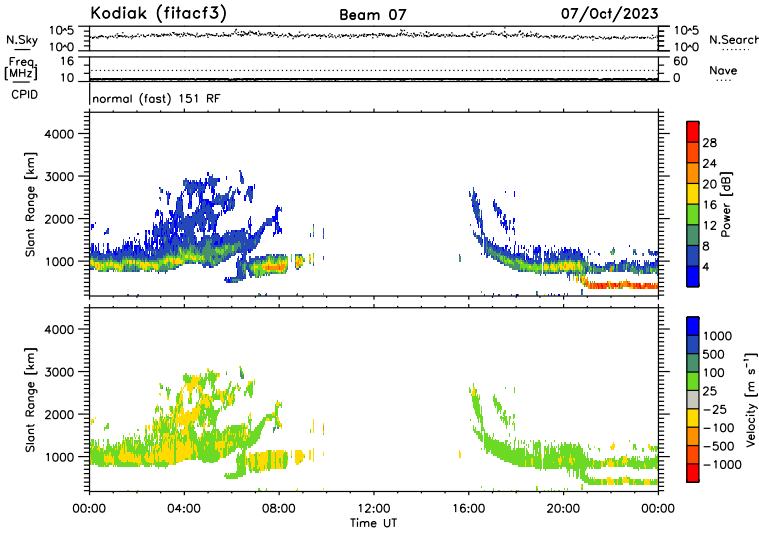 Kodiak (fitacf3) Beam 07 07/Oct/2023
N.Sky 10^5 10^0 10^5 10^0 N.Search
Freq. [MHz] 16 10 60 0 Nave
CPID normal (fast) 151 RF
Slant Range [km] 4000 3000 2000 1000
Power [dB] 28 24 20 16 12 8 4
Slant Range [km] 4000 3000 2000 1000
Velocity [m s⁻¹] 1000 500 100 25 −25 −100 −500 −1000
00:00 04:00 08:00 12:00 16:00 20:00 00:00
Time UT